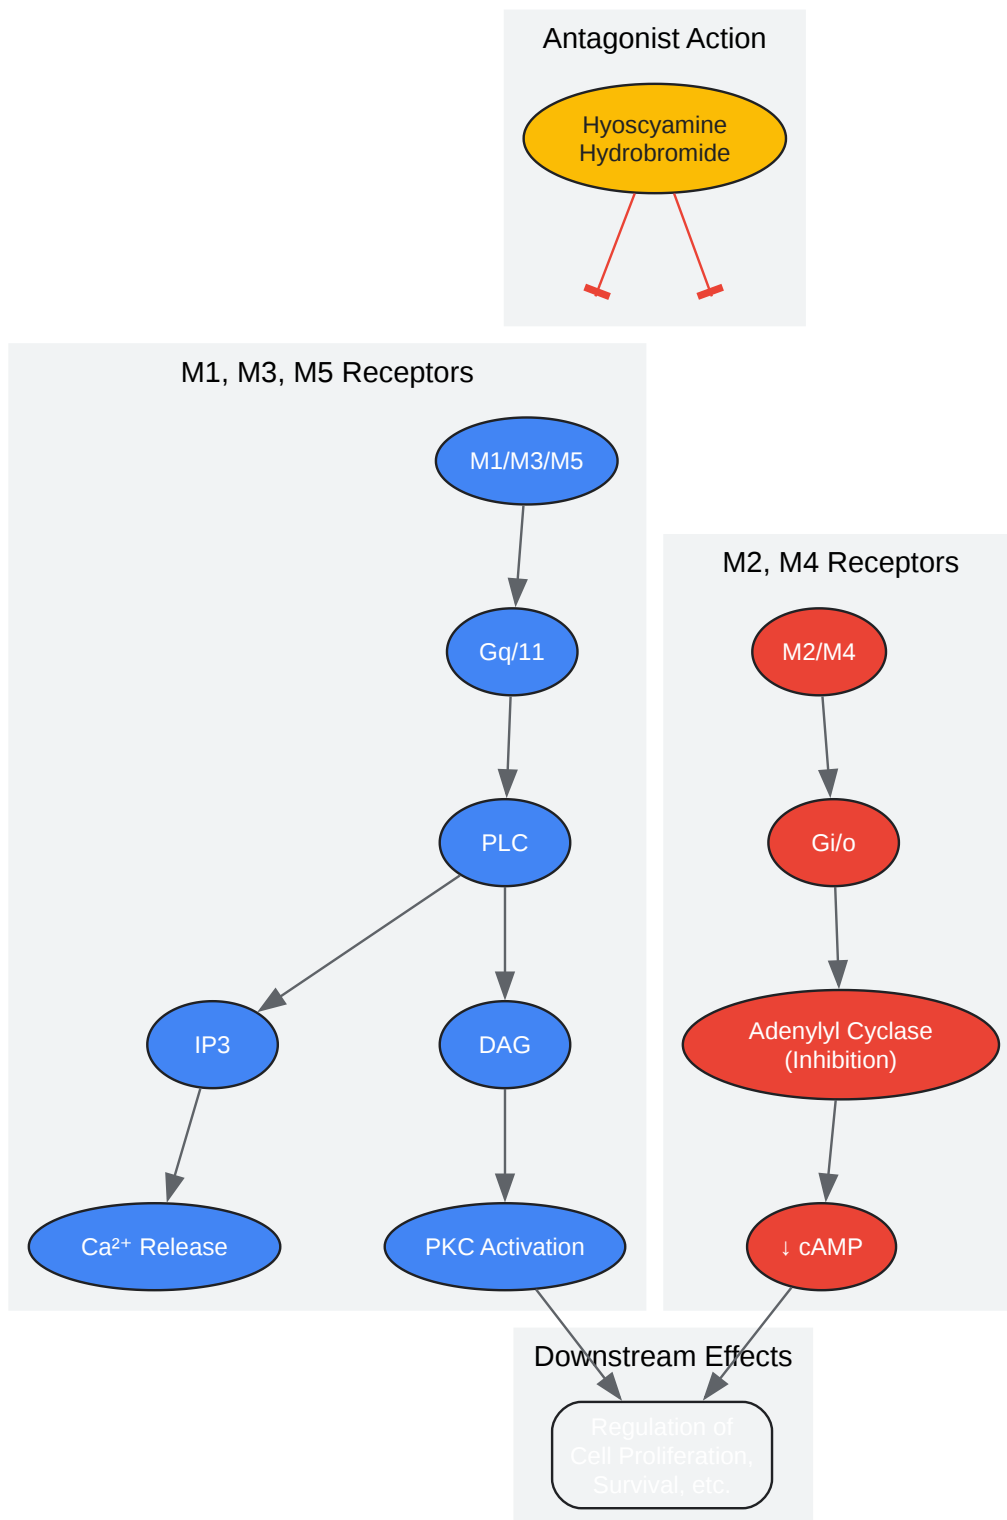 Antagonist Action
Hyoscyamine
Hydrobromide
M1, M3, M5 Receptors
M1/M3/M5
Gq/11
PLC
IP3
DAG
Ca²⁺ Release
PKC Activation
M2, M4 Receptors
M2/M4
Gi/o
Adenylyl Cyclase
(Inhibition)
↓ cAMP
Downstream Effects
Regulation of
Cell Proliferation,
Survival, etc.